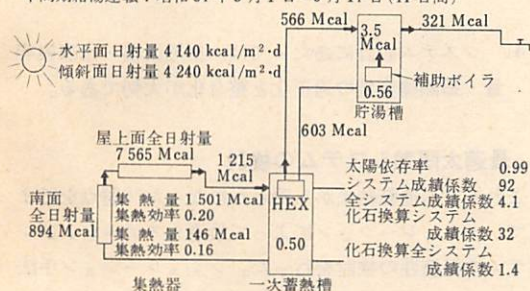 566 Mcal
321 Mcal
水平面日射量 4 140 kcal/m²·d
傾斜面日射量 4 240 kcal/m²·d
3.5
Mcal
補助ボイラ
0.56
貯湯槽
603 Mcal
屋上面全日射量
7 565 Mcal
1 215
Mcal
南面
全日射量
894 Mcal
集熱量 1 501 Mcal
集熱効率 0.20
集熱量 146 Mcal
集熱効率 0.16
HEX
0.50
太陽依存率 0.99
システム成績係数 92
全システム成績係数 4.1
化石換算システム
成績係数 32
化石換算全システム
成績係数 1.4
集熱器
一次蓄熱槽